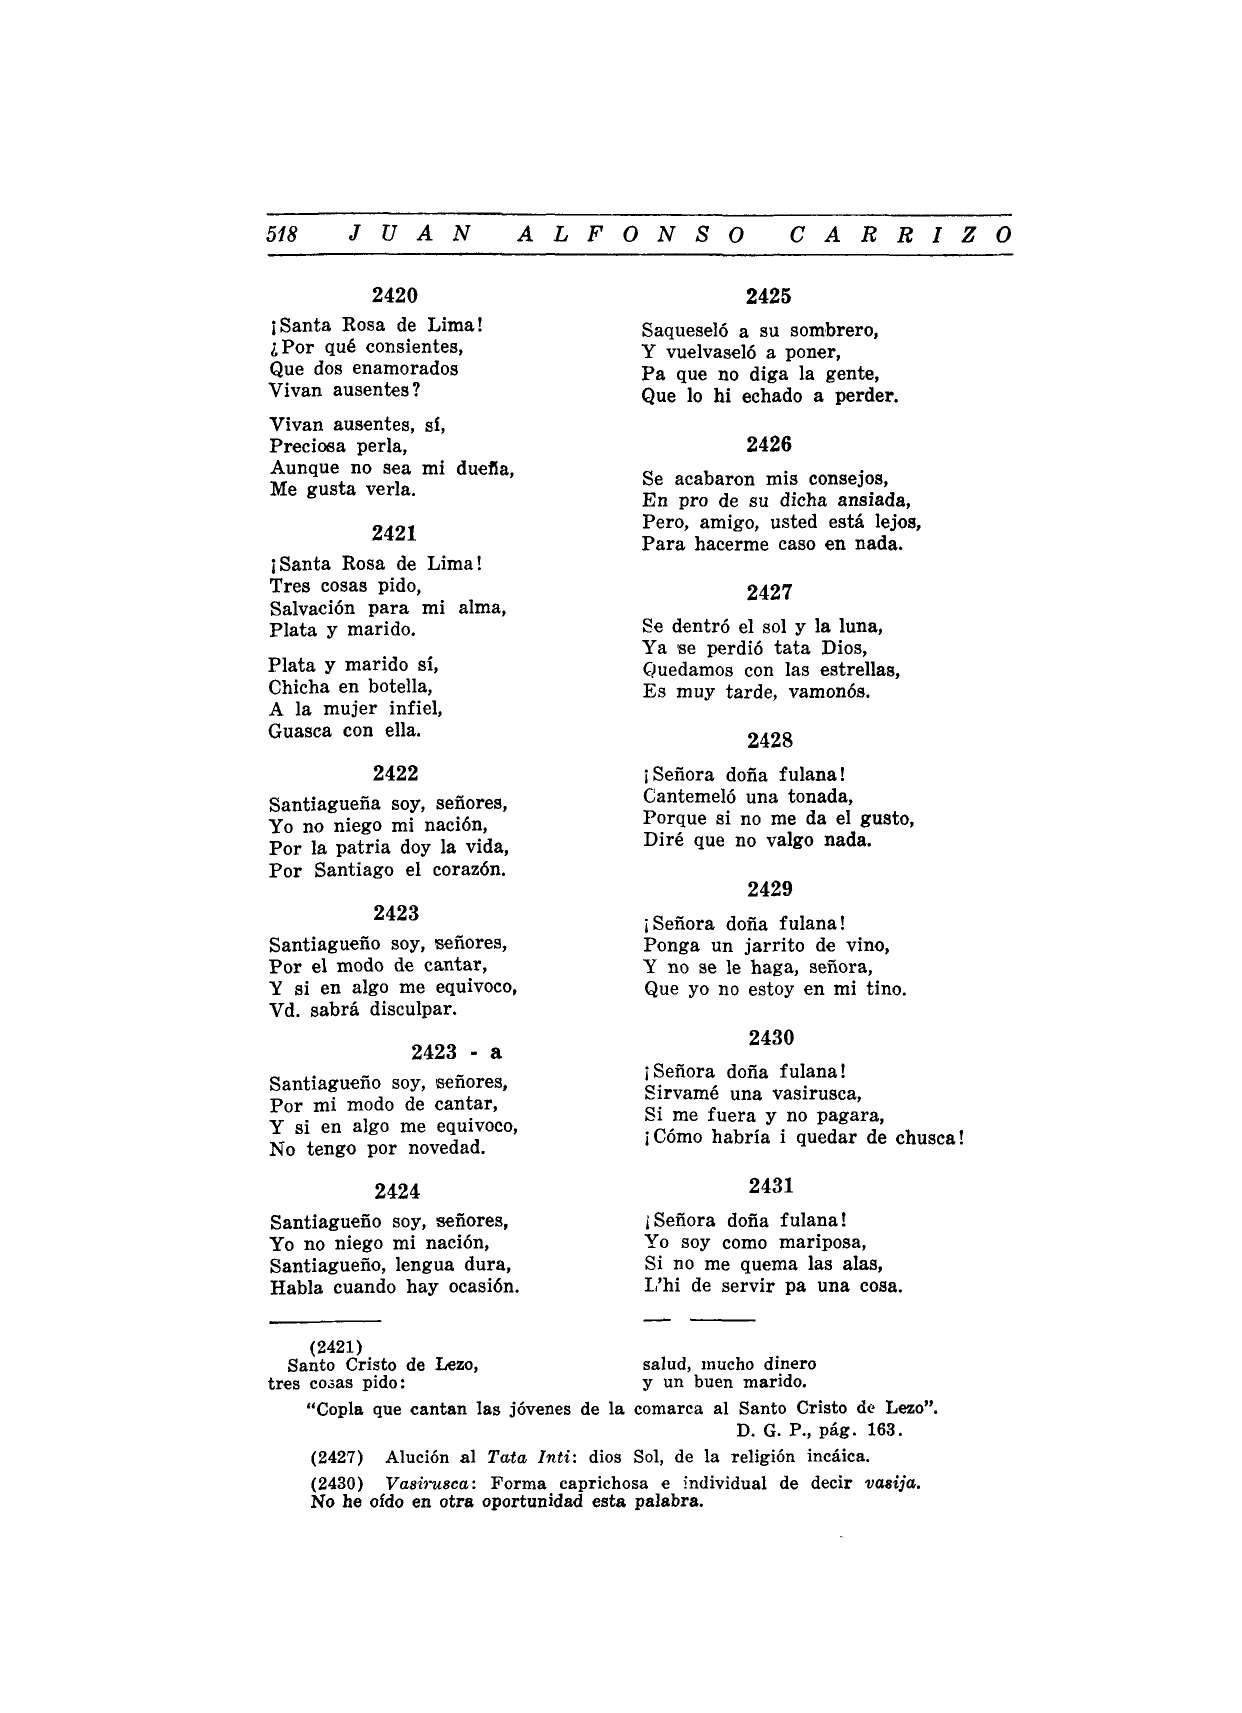 518 JUAN ALFONSO CARRIZO
2420
¡Santa Rosa de Lima!
¿Por qué consientes,
Que dos enamorados
Vivan ausentes?
Vivan ausentes, sí,
Preciosa perla,
Aunque no sea mi dueña,
Me gusta verla.
2421
¡Santa Rosa de Lima!
Tres cosas pido,
Salvación para mi alma,
Plata y marido.
Plata y marido sí,
Chicha en botella,
A la mujer infiel,
Guasca con ella.
2422
Santiagueña soy, señores,
Yo no niego mi nación,
Por la patria doy la vida,
Por Santiago el corazón.
2423
Santiagueño soy, señores,
Por el modo de cantar,
Y si en algo me equivoco,
Vd. sabrá disculpar.
2423 - a
Santiagueño soy, señores,
Por mi modo de cantar,
Y si en algo me equivoco,
No tengo por novedad.
2424
Santiagueño soy, señores,
Yo no niego mi nación,
Santiagueño, lengua dura,
Habla cuando hay ocasión.
2425
Saqueseló a su sombrero,
Y vuelvaseló a poner,
Pa que no diga la gente,
Que lo hi echado a perder.
2426
Se acabaron mis consejos,
En pro de su dicha ansiada,
Pero, amigo, usted está lejos,
Para hacerme caso en nada.
2427
Se dentró el sol y la luna,
Ya se perdió tata Dios,
Quedamos con las estrellas,
Es muy tarde, vamonós.
2428
¡Señora doña fulana!
Cantemeló una tonada,
Porque si no me da el gusto,
Diré que no valgo nada.
2429
¡Señora doña fulana!
Ponga un jarrito de vino,
Y no se le haga, señora,
Que yo no estoy en mi tino.
2430
¡Señora doña fulana!
Sirvamé una vasirusca,
Si me fuera y no pagara,
¡Cómo habría i quedar de chusca!
2431
¡Señora doña fulana!
Yo soy como mariposa,
Si no me quema las alas,
L'hi de servir pa una cosa.
(2421)
Santo Cristo de Lezo,
tres cosas pido:
salud, mucho dinero
y un buen marido.
“Copla que cantan las jóvenes de la comarca al Santo Cristo de Lezo”.
D. G. P., pág. 163.
(2427) Alución al Tata Inti: dios Sol, de la religión incáica.
(2430) Vasirusca: Forma caprichosa e individual de decir vasija.
No he oído en otra oportunidad esta palabra.